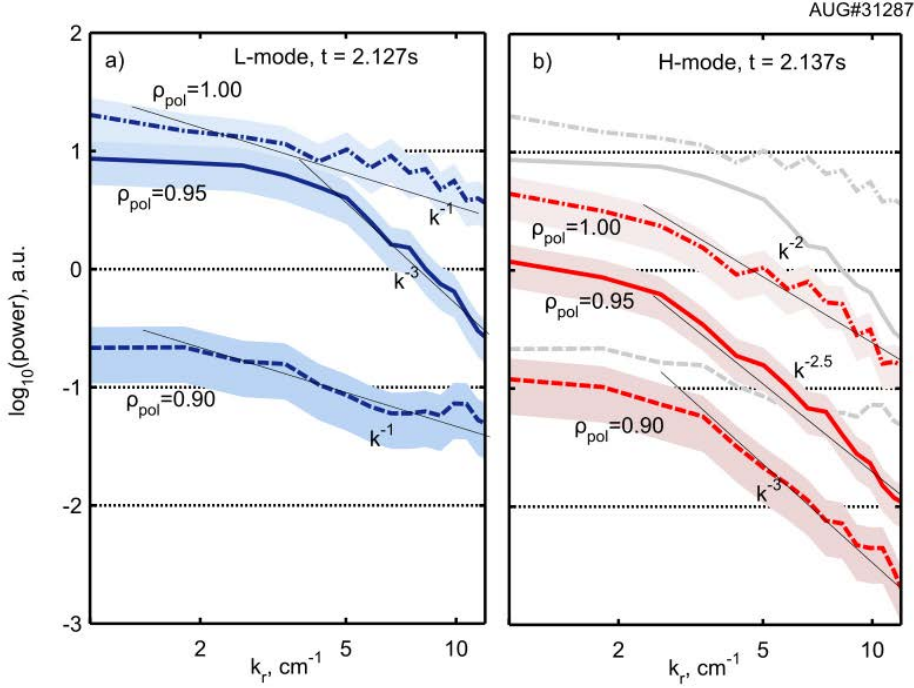 AUG#31287
a) L-mode, t = 2.127s
b) H-mode, t = 2.137s
2
1
0
-1
-2
-3
log10(power), a.u.
ρpol=1.00
ρpol=0.95
ρpol=0.90
k-1
k-3
k-1
2 5 10
kr, cm-1
ρpol=1.00
ρpol=0.95
ρpol=0.90
k-2
k-2.5
k-3
2 5 10
kr, cm-1